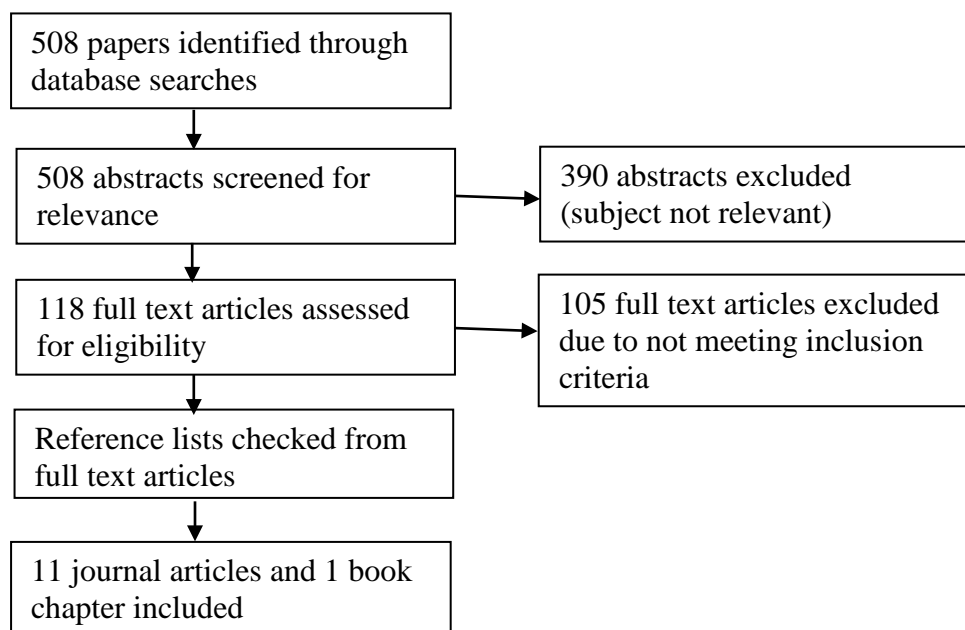 508 papers identified through
database searches
508 abstracts screened for
relevance
390 abstracts excluded
(subject not relevant)
118 full text articles assessed
for eligibility
105 full text articles excluded
due to not meeting inclusion
criteria
Reference lists checked from
full text articles
11 journal articles and 1 book
chapter included